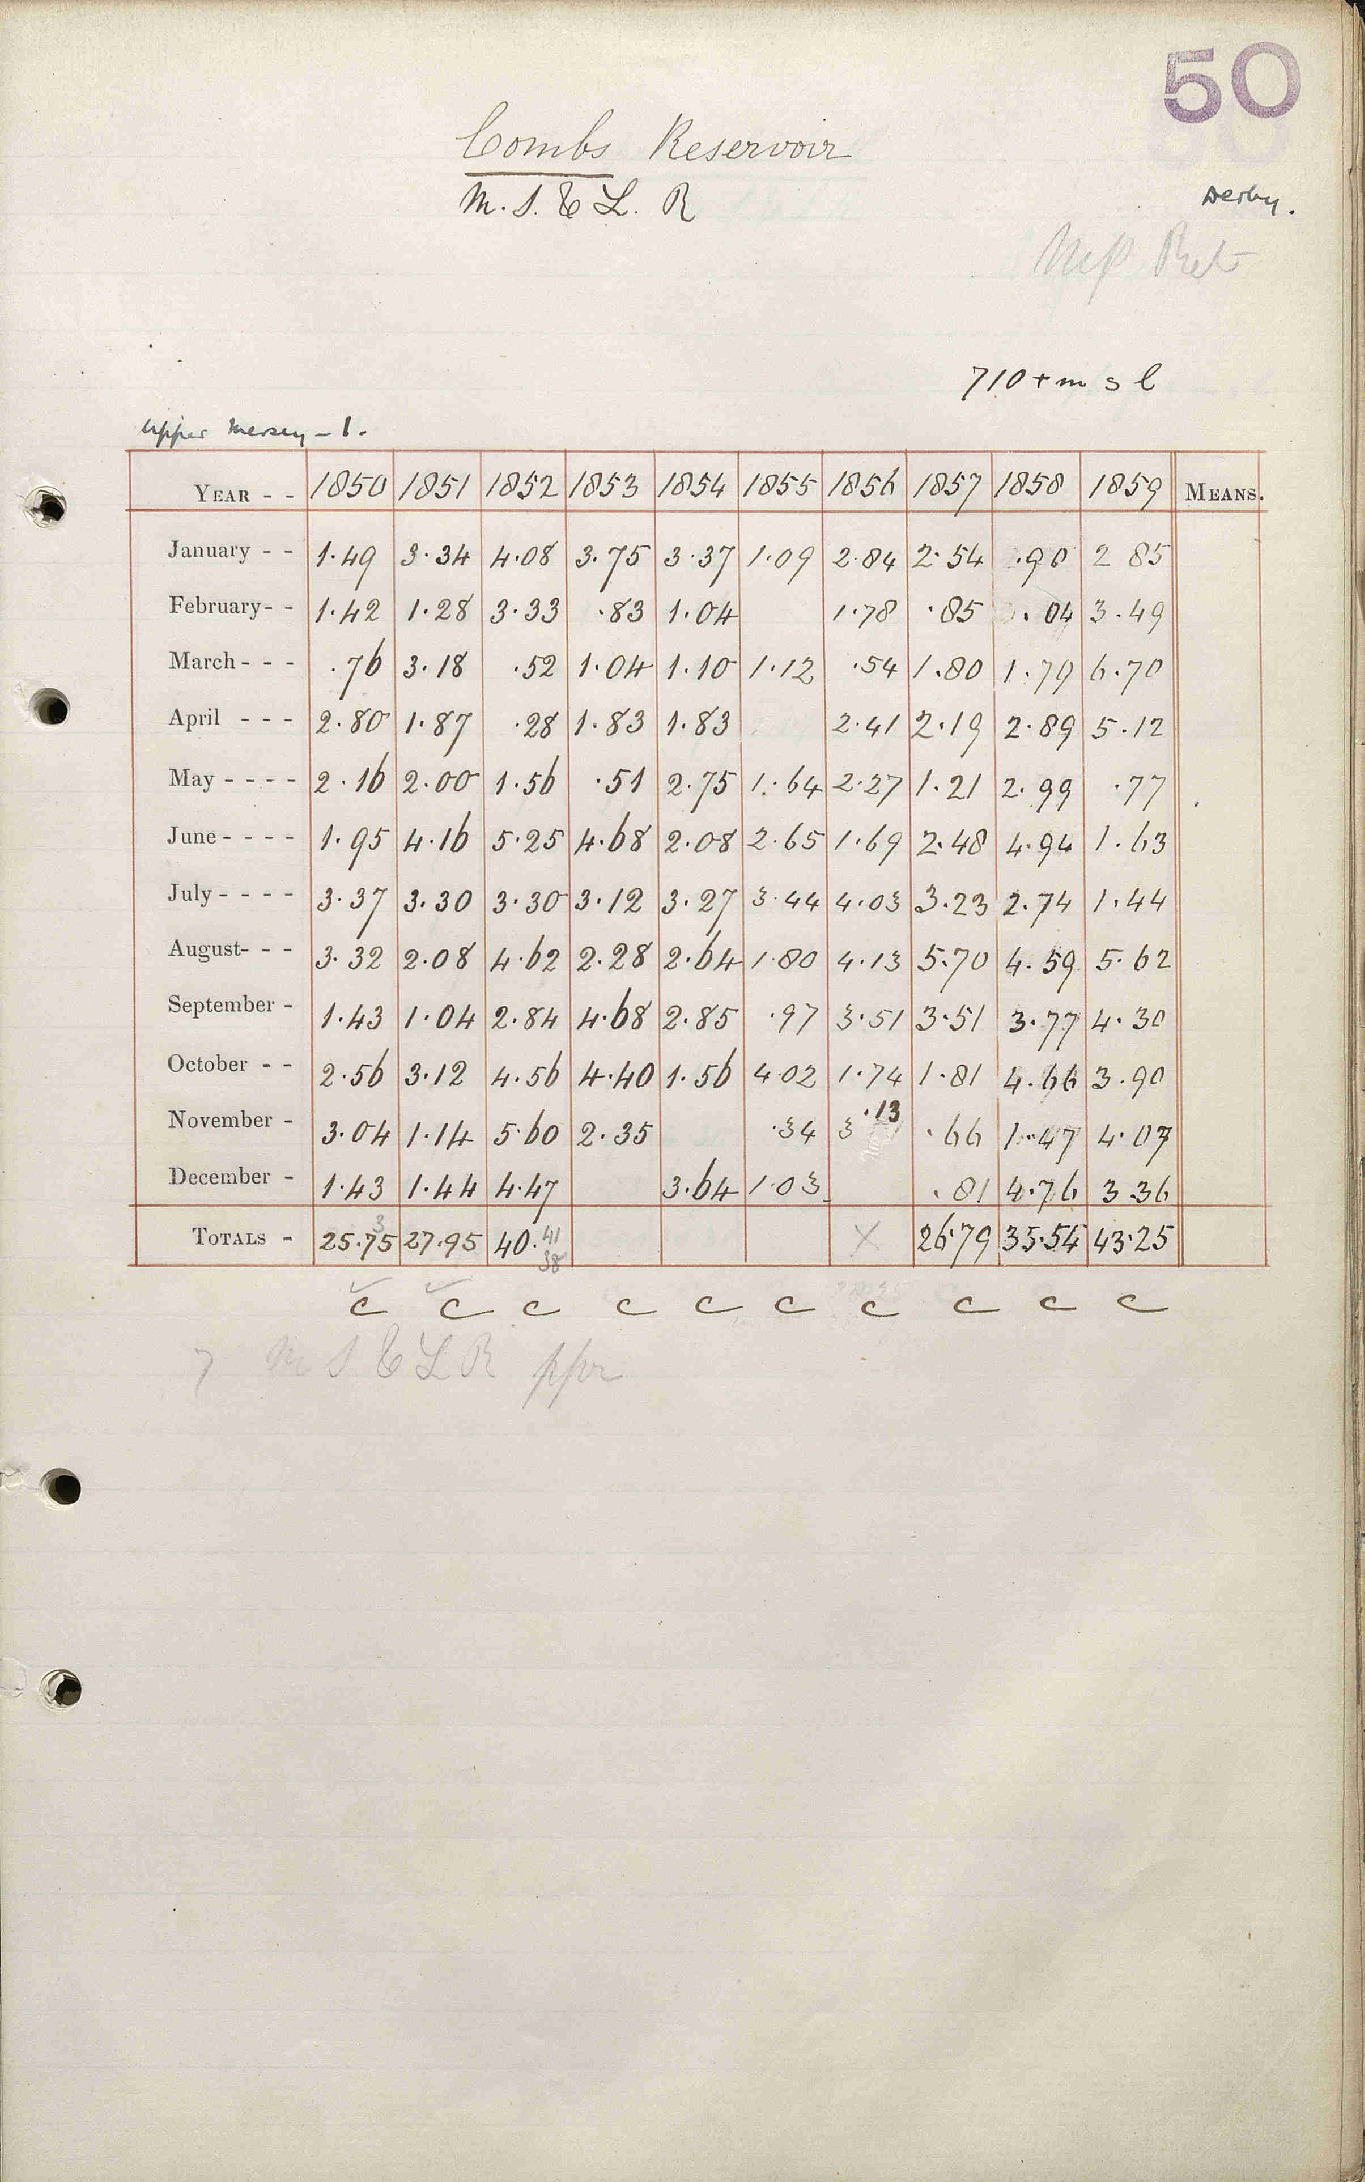 50
Combs Reservoir
M. S. & L. R
Derby.
710 + m s l
Upper Mersey - 1.
YEAR - - 1850 1851 1852 1853 1854 1855 1856 1857 1858 1859 MEANS.
January - - 1.49 3.34 4.08 3.75 3.37 1.09 2.84 2.54 .90 2 85
February - - 1.42 1.28 3.33 .83 1.04 1.78 .85 .04 3.49
March - - - .76 3.18 .52 1.04 1.10 1.12 .54 1.80 1.79 6.70
April - - - 2.80 1.87 .28 1.83 1.83 2.41 2.19 2.89 5.12
May - - - - 2.16 2.00 1.56 .51 2.75 1.64 2.27 1.21 2.99 .77
June - - - - 1.95 4.16 5.25 4.68 2.08 2.65 1.69 2.48 4.94 1.63
July - - - - 3.37 3.30 3.30 3.12 3.27 3.44 4.03 3.23 2.74 1.44
August - - - 3.32 2.08 4.62 2.28 2.64 1.80 4.13 5.70 4.59 5.62
September - 1.43 1.04 2.84 4.68 2.85 .97 3.51 3.51 3.77 4.30
October - - 2.56 3.12 4.56 4.40 1.56 4.02 1.74 1.81 4.66 3.90
November - 3.04 1.14 5.60 2.35 .34 3.13 .66 1.47 4.07
December - 1.43 1.44 4.47 3.64 1.03 .81 4.76 3.36
TOTALS - 25.75 3 27.95 40.41 38 X 26.79 35.54 43.25
c c c c c c c c c c
M S & L R ppr